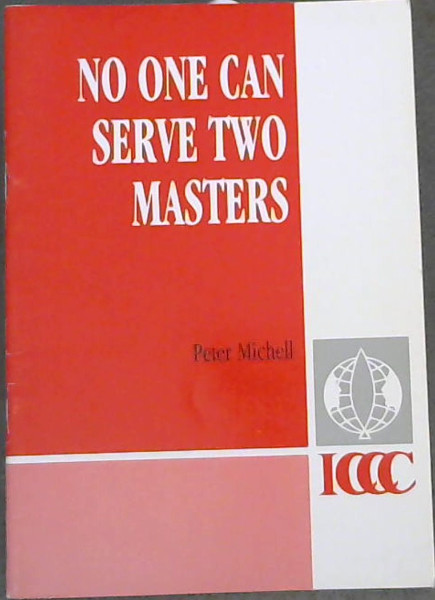 NO ONE CAN
SERVE TWO
MASTERS
Peter Michell
ICCC